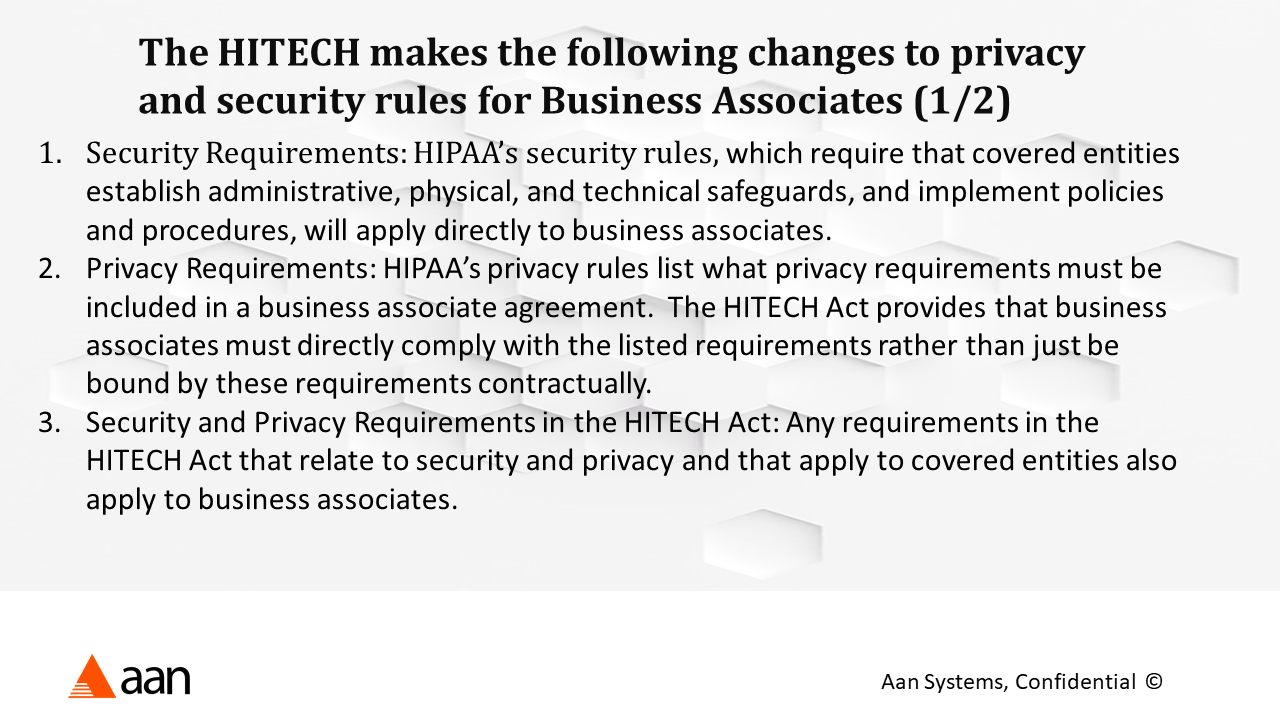 The HITECH makes the following changes to privacy
and security rules for Business Associates (1/2)
1. Security Requirements: HIPAA’s security rules, which require that covered entities
establish administrative, physical, and technical safeguards, and implement policies
and procedures, will apply directly to business associates.
2. Privacy Requirements: HIPAA’s privacy rules list what privacy requirements must be
included in a business associate agreement.  The HITECH Act provides that business
associates must directly comply with the listed requirements rather than just be
bound by these requirements contractually.
3. Security and Privacy Requirements in the HITECH Act: Any requirements in the
HITECH Act that relate to security and privacy and that apply to covered entities also
apply to business associates.
aan
Aan Systems, Confidential ©